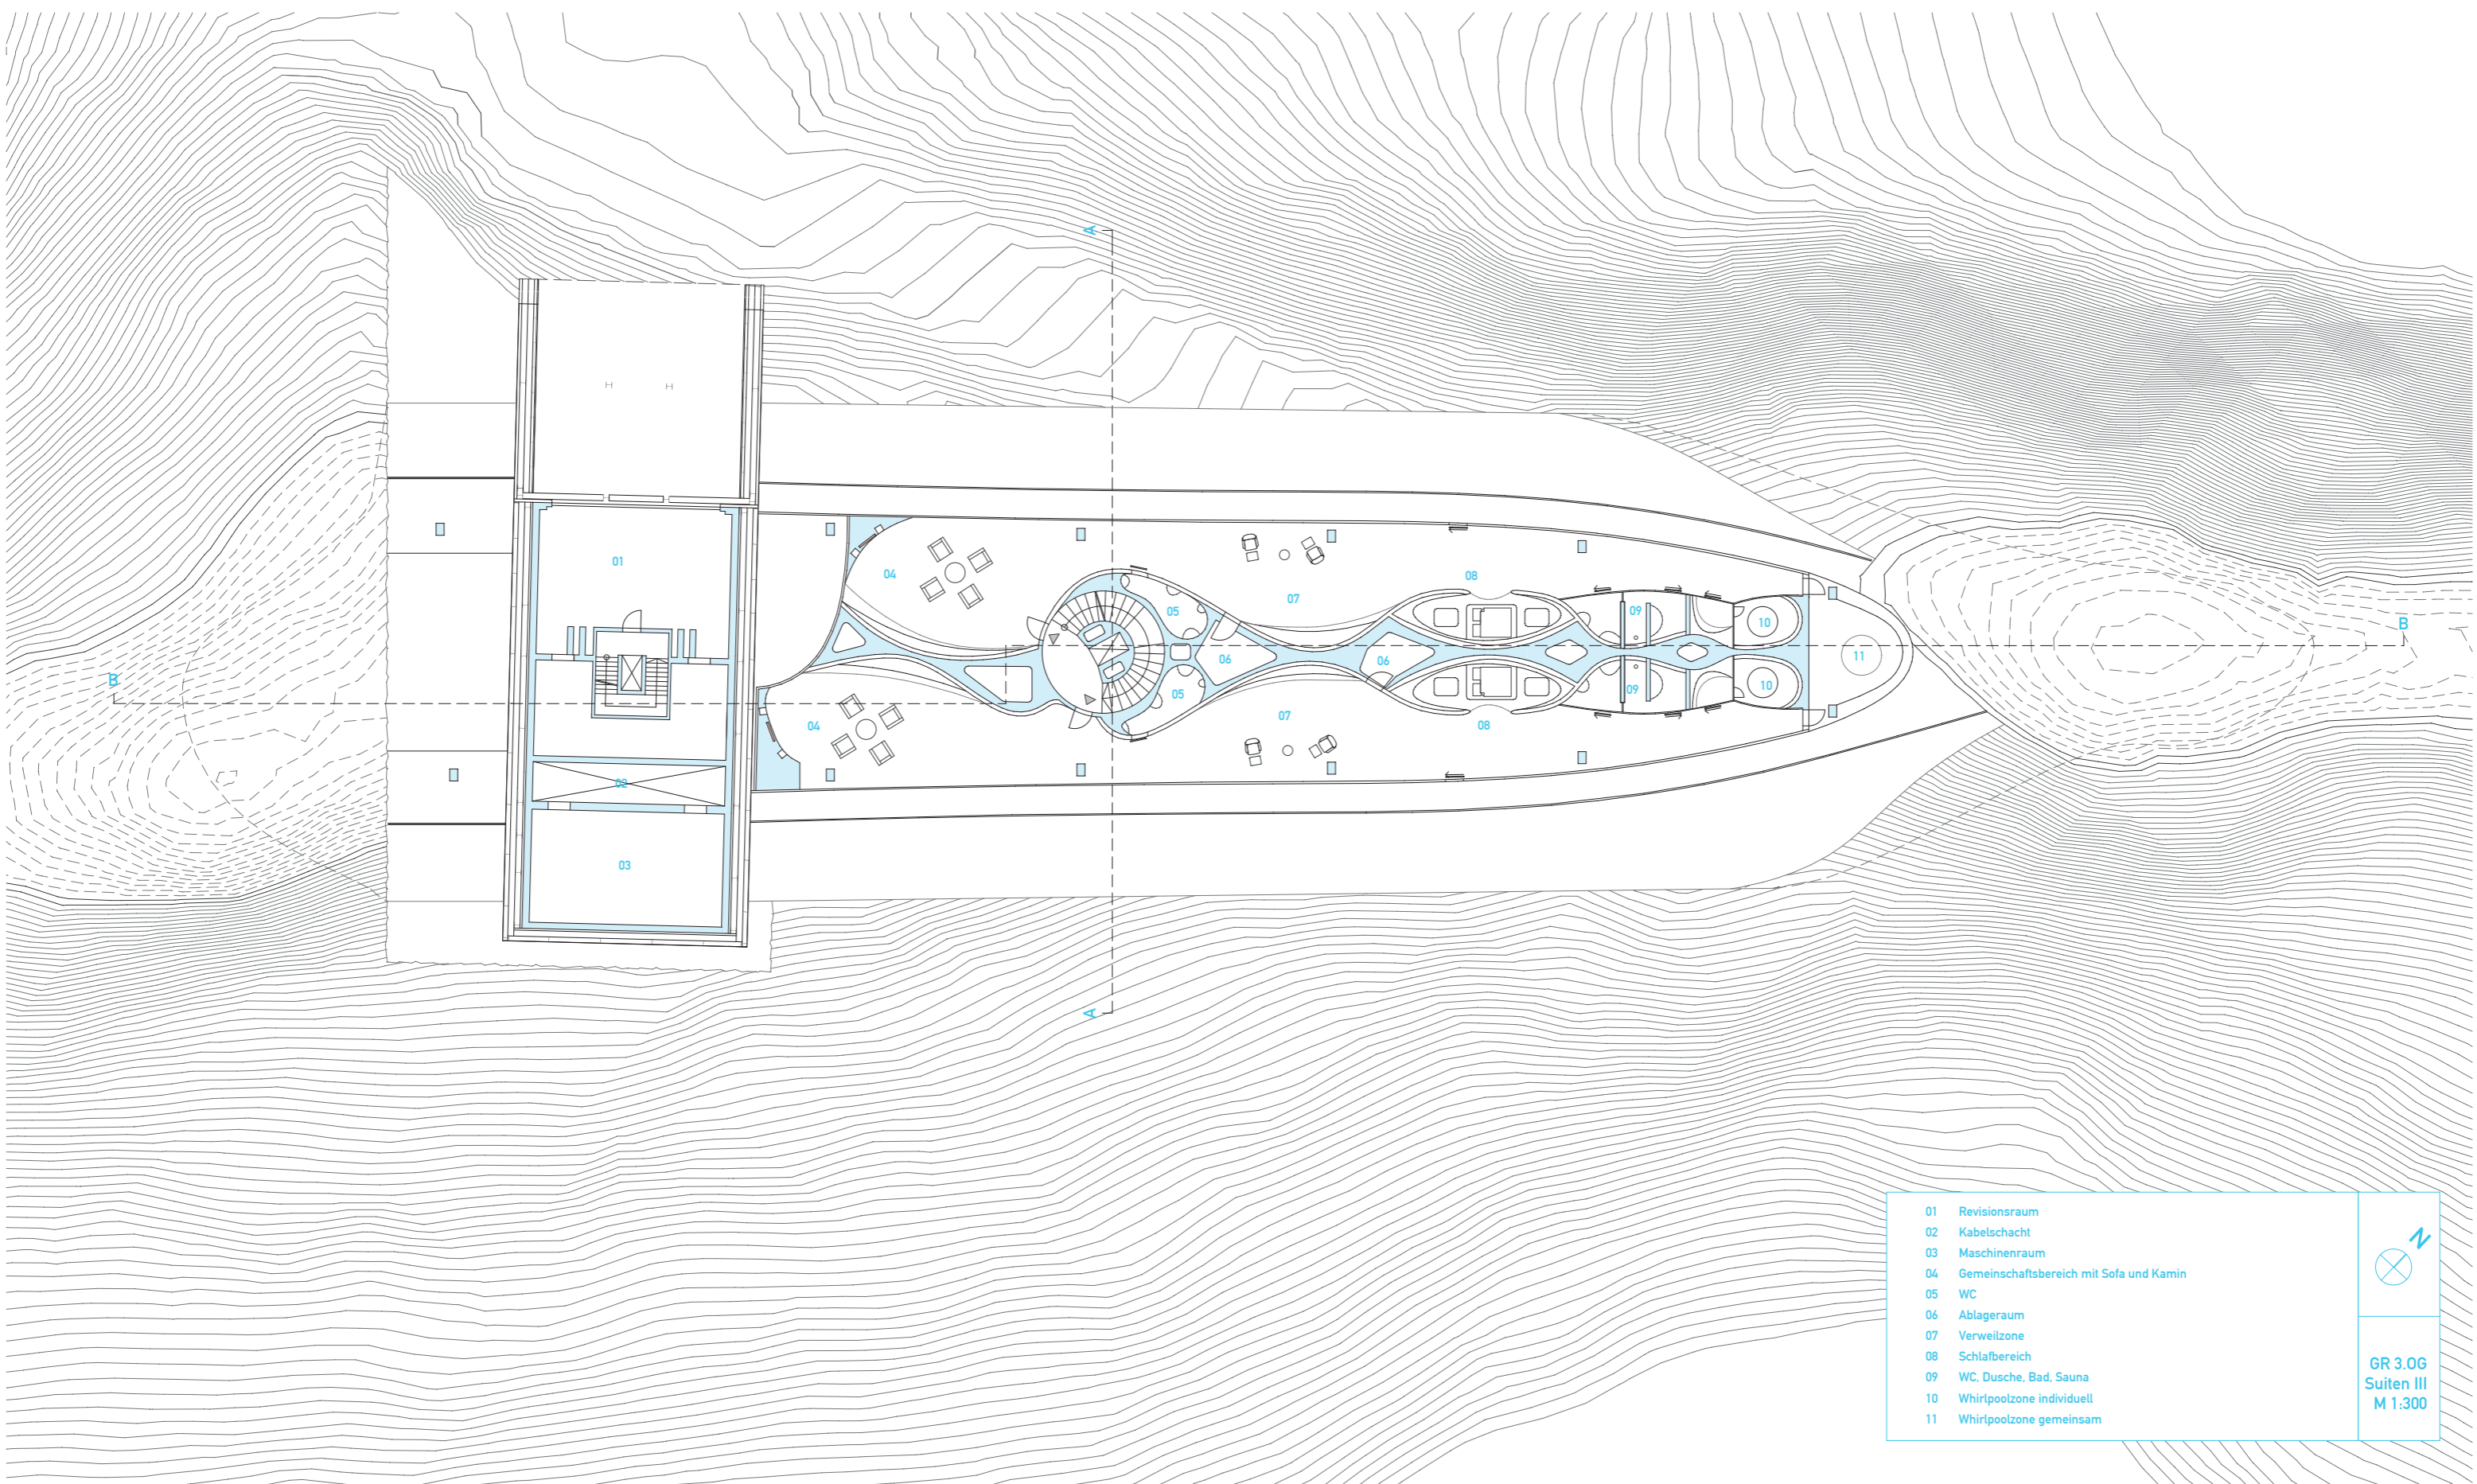 A
01
04
07
08
05
09
10
06
06
11
B
B
05
09
10
04
07
08
02
03
A
01 Revisionsraum
02 Kabelschacht
03 Maschinenraum
04 Gemeinschaftsbereich mit Sofa und Kamin
05 WC
06 Ablageraum
07 Verweilzone
08 Schlafbereich
09 WC, Dusche, Bad, Sauna
10 Whirlpoolzone individuell
11 Whirlpoolzone gemeinsam
N
GR 3.OG
Suiten III
M 1:300